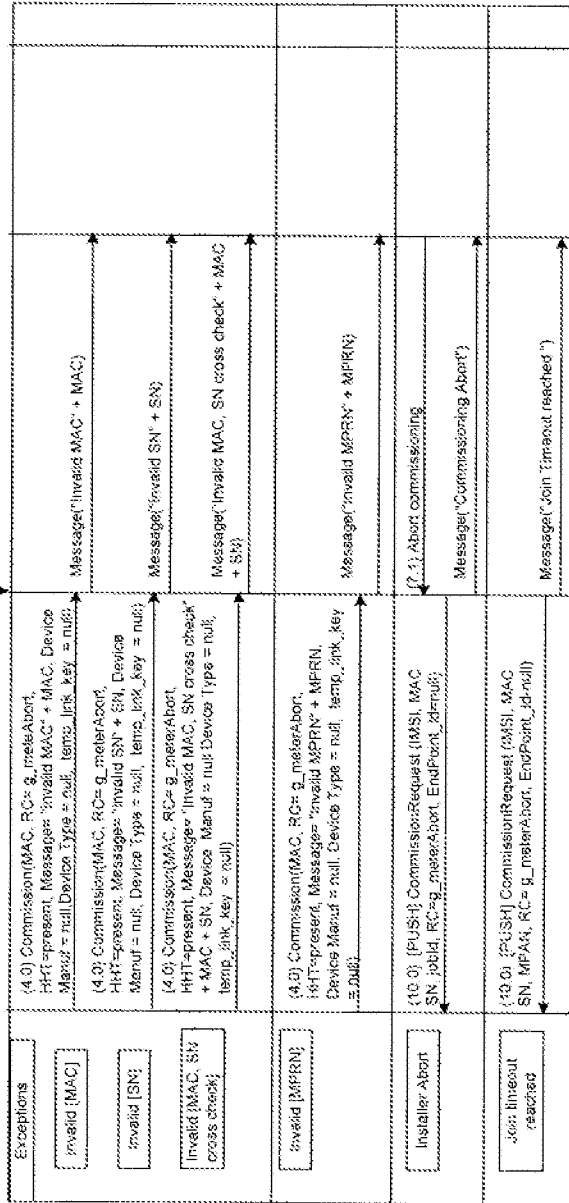 Exceptions
Invalid [MAC]
(4.0) Commission(MAC, RC= g_meterAbort,
HHT=present, Message= "Invalid MAC" + MAC, Device
Manuf = null,Device Type = null, temp_link_key = null)
Message("Invalid MAC" + MAC)
Invalid [SN]
(4.0) Commission(MAC, RC= g_meterAbort,
HHT=present, Message= "Invalid SN" + SN, Device
Manuf = null, Device Type = null, temp_link_key = null)
Message("Invalid SN" + SN)
Invalid [MAC, SN
cross check]
(4.0) Commission(MAC, RC= g_meterAbort,
HHT=present, Message= "Invalid MAC, SN cross check"
+ MAC + SN, Device Manuf = null Device Type = null,
temp_link_key = null)
Message("Invalid MAC, SN cross check" + MAC
+ SN)
Invalid [MPRN]
(4.0) Commission(MAC, RC= g_meterAbort,
HHT=present, Message= "Invalid MPRN" + MPRN,
Device Manuf = null, Device Type = null, temp_link_key
= null)
Message("Invalid MPRN" + MPRN)
Installer Abort
(10.0) [PUSH] CommissionRequest (IMSI, MAC
SN, jobId, RC=g_meterAbort, EndPoint_Id=null)
(7.1) Abort commissioning
Message("Commissioning Abort")
Join timeout
reached
(10.0) [PUSH] CommissionRequest (IMSI, MAC
SN, MPAN, RC= g_meterAbort, EndPoint_Id=null)
Message("Join Timeout reached ")